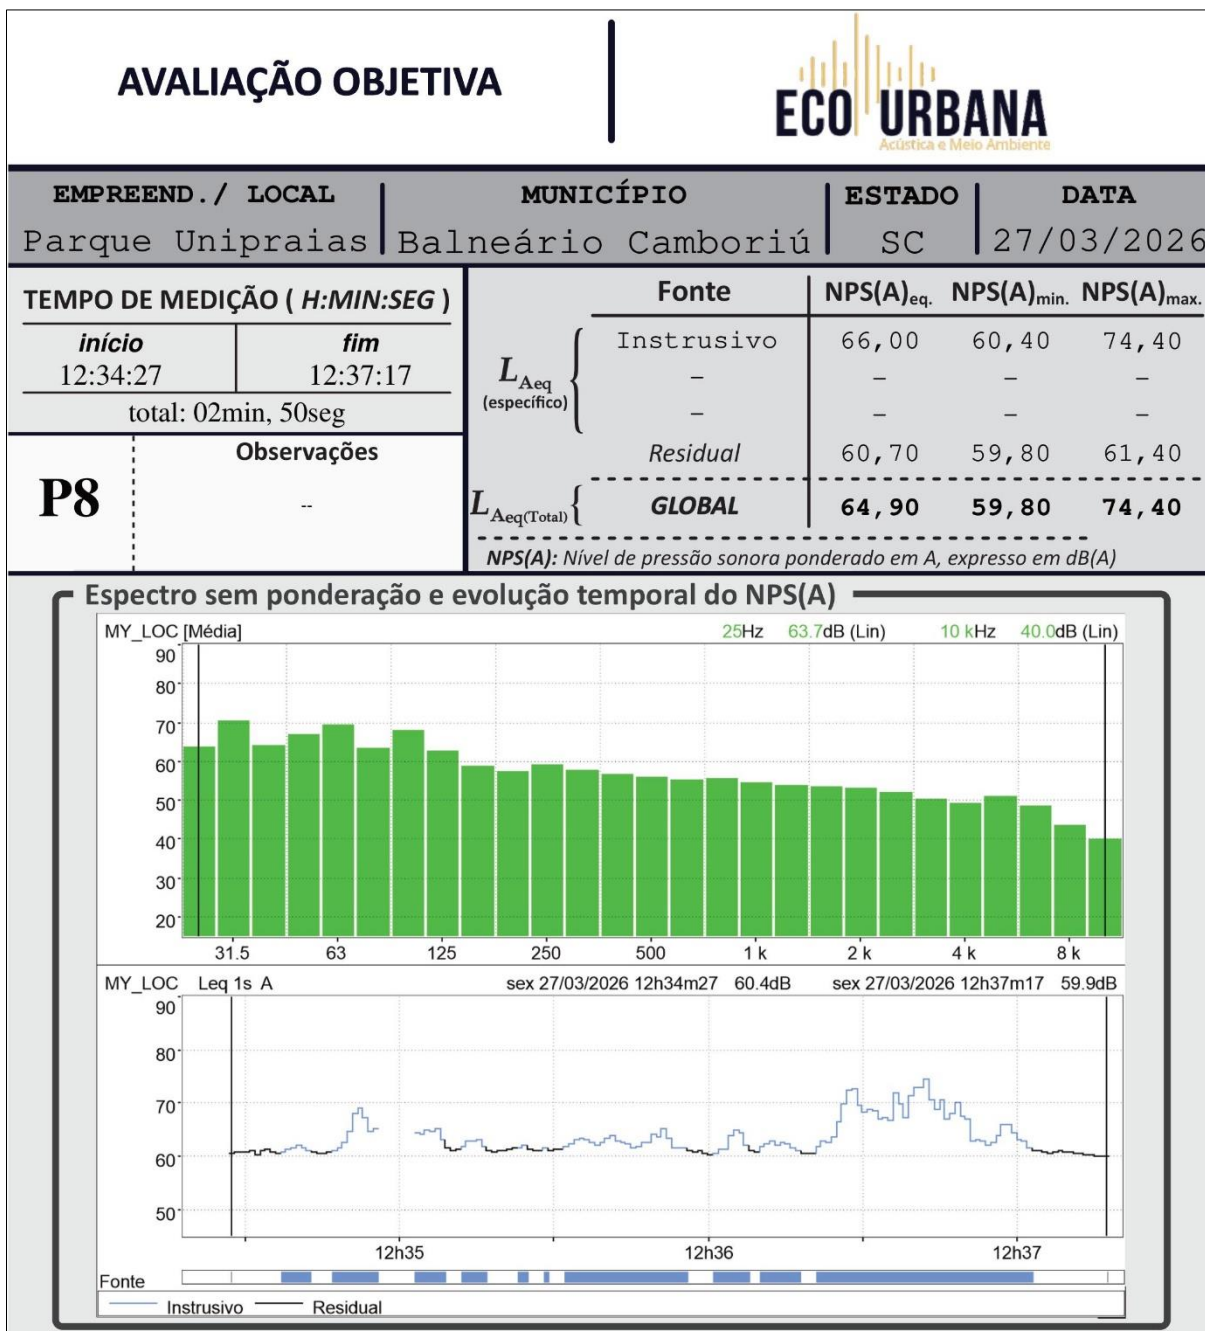 AVALIAÇÃO OBJETIVA
ECO URBANA
Acústica e Meio Ambiente
EMPREEND./ LOCAL MUNICÍPIO ESTADO DATA
Parque Unipraias Balneário Camboriú SC 27/03/2026
TEMPO DE MEDIÇÃO ( H:MIN:SEG )
início fim
12:34:27 12:37:17
total: 02min, 50seg
P8
Observações
--
Fonte NPS(A)eq. NPS(A)min. NPS(A)max.
LAeq (específico)
Instrusivo 66,00 60,40 74,40
– – – –
– – – –
Residual 60,70 59,80 61,40
LAeq(Total) GLOBAL 64,90 59,80 74,40
NPS(A): Nível de pressão sonora ponderado em A, expresso em dB(A)
Espectro sem ponderação e evolução temporal do NPS(A)
MY_LOC [Média] 25Hz 63.7dB (Lin) 10 kHz 40.0dB (Lin)
90
80
70
60
50
40
30
20
31.5 63 125 250 500 1 k 2 k 4 k 8 k
MY_LOC Leq 1s A sex 27/03/2026 12h34m27 60.4dB sex 27/03/2026 12h37m17 59.9dB
90
80
70
60
50
12h35 12h36 12h37
Fonte
Instrusivo Residual